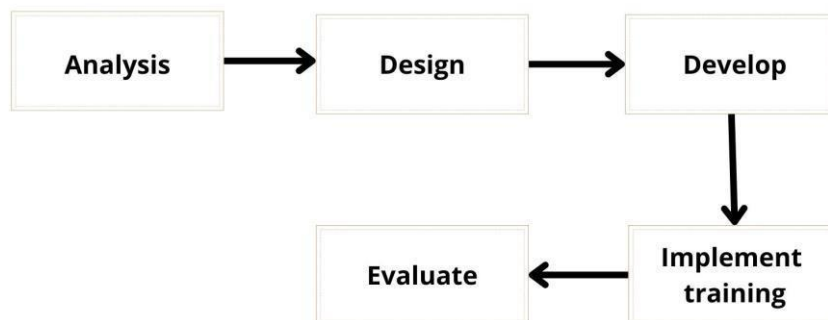 Analysis
Design
Develop
Implement
training
Evaluate